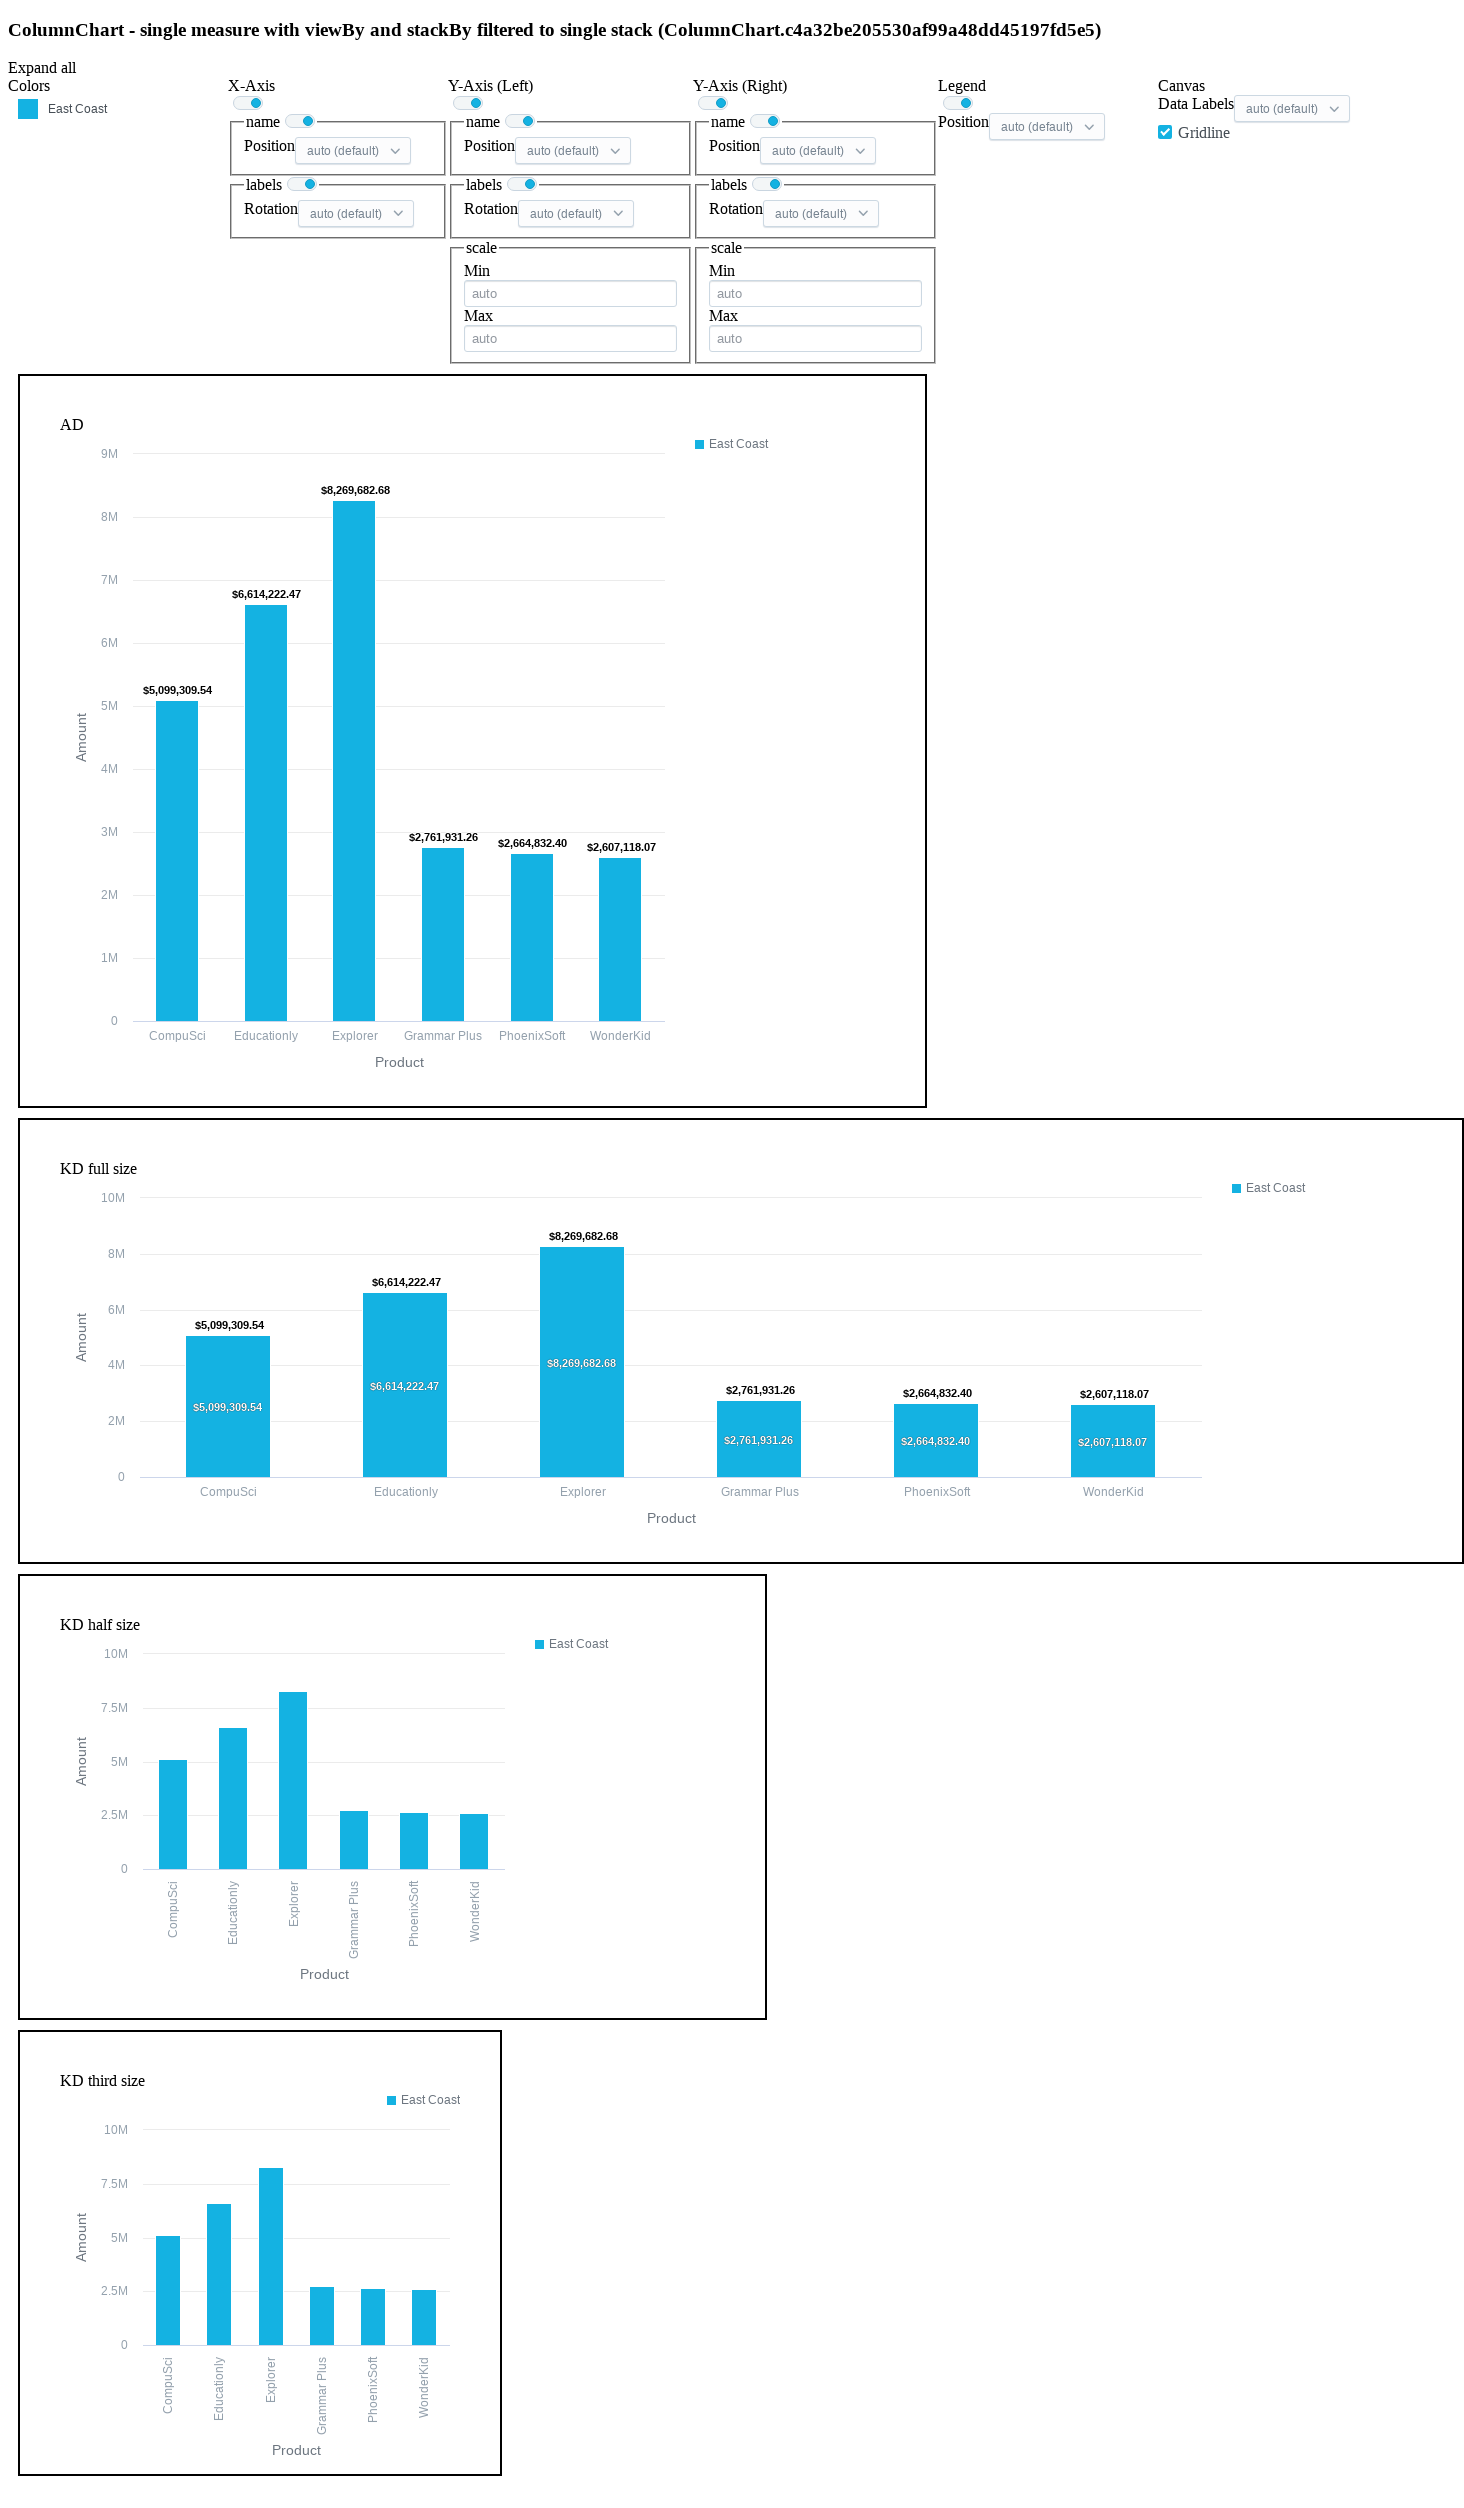 ColumnChart - single measure with viewBy and stackBy filtered to single stack (ColumnChart.c4a32be205530af99a48dd45197fd5e5)
Expand all
Colors
East Coast
X-Axis
name
Position auto (default)
labels
Rotation auto (default)
Y-Axis (Left)
name
Position auto (default)
labels
Rotation auto (default)
scale
Min
auto
Max
auto
Y-Axis (Right)
name
Position auto (default)
labels
Rotation auto (default)
scale
Min
auto
Max
auto
Legend
Position auto (default)
Canvas
Data Labels auto (default)
Gridline
AD
East Coast
9M
8M
7M
6M
5M
4M
3M
2M
1M
0
Amount
$5,099,309.54
$6,614,222.47
$8,269,682.68
$2,761,931.26
$2,664,832.40
$2,607,118.07
CompuSci Educationly Explorer Grammar Plus PhoenixSoft WonderKid
Product
KD full size
East Coast
10M
8M
6M
4M
2M
0
Amount
$5,099,309.54
$6,614,222.47
$8,269,682.68
$2,761,931.26
$2,664,832.40
$2,607,118.07
$5,099,309.54
$6,614,222.47
$8,269,682.68
$2,761,931.26
$2,664,832.40
$2,607,118.07
CompuSci Educationly Explorer Grammar Plus PhoenixSoft WonderKid
Product
KD half size
East Coast
10M
7.5M
5M
2.5M
0
Amount
CompuSci
Educationly
Explorer
Grammar Plus
PhoenixSoft
WonderKid
Product
KD third size
East Coast
10M
7.5M
5M
2.5M
0
Amount
CompuSci
Educationly
Explorer
Grammar Plus
PhoenixSoft
WonderKid
Product